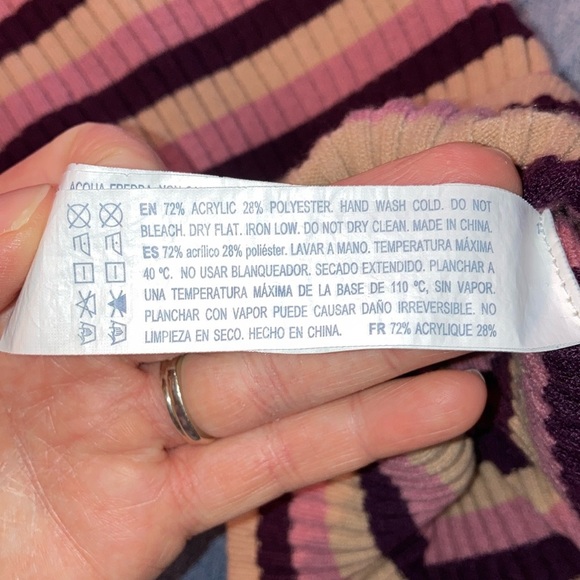 ACQUA FREDDA. NON
EN 72% ACRYLIC 28% POLYESTER. HAND WASH COLD. DO NOT
BLEACH. DRY FLAT. IRON LOW. DO NOT DRY CLEAN. MADE IN CHINA.
ES 72% acrílico 28% poliéster. LAVAR A MANO. TEMPERATURA MÁXIMA
40 ºC. NO USAR BLANQUEADOR. SECADO EXTENDIDO. PLANCHAR A
UNA TEMPERATURA MÁXIMA DE LA BASE DE 110 ºC, SIN VAPOR.
PLANCHAR CON VAPOR PUEDE CAUSAR DAÑO IRREVERSIBLE. NO
LIMPIEZA EN SECO. HECHO EN CHINA. FR 72% ACRYLIQUE 28%